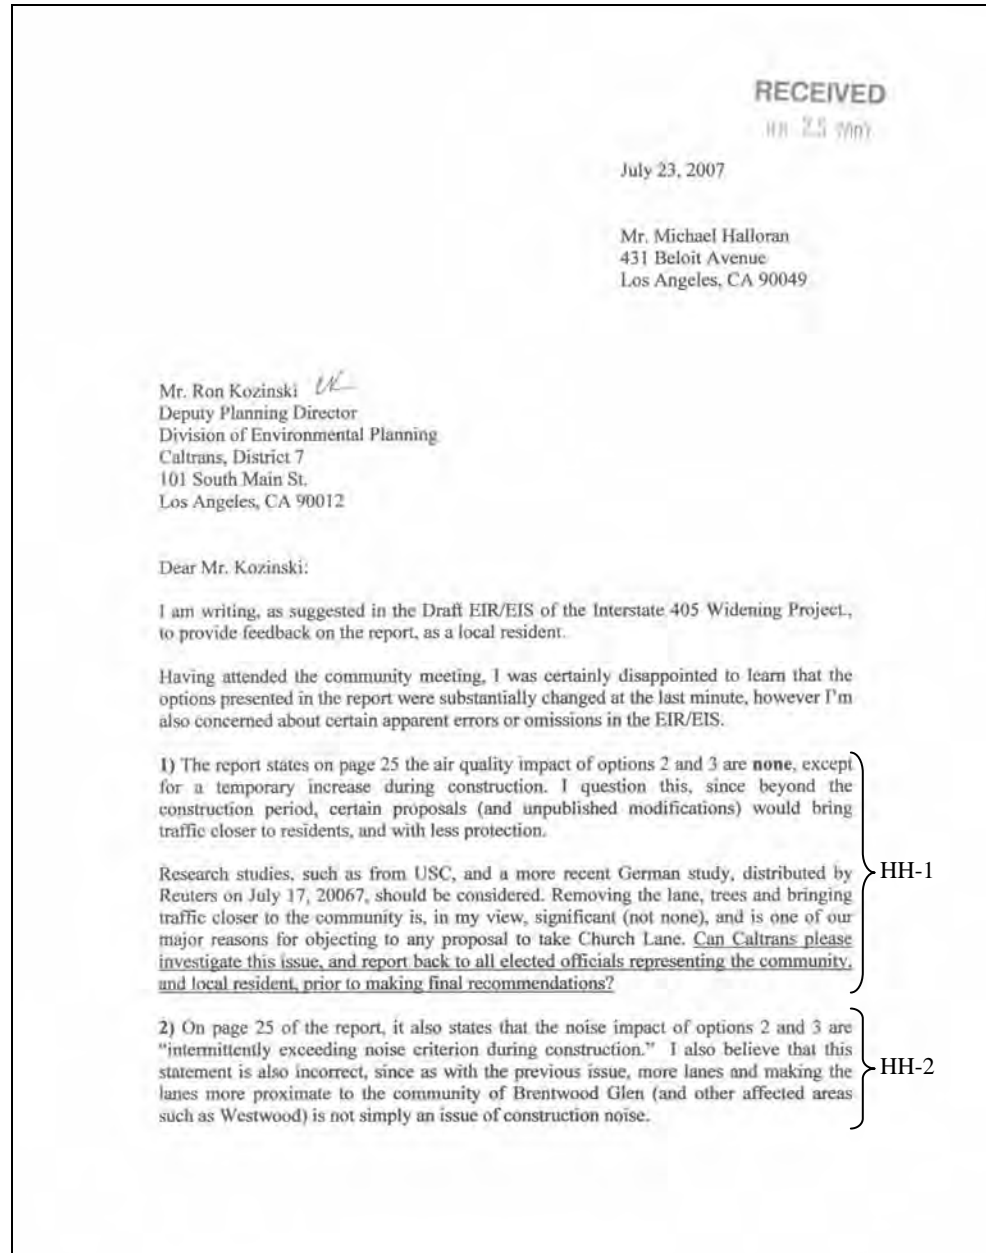 RECEIVED
25
July 23, 2007
Mr. Michael Halloran
431 Beloit Avenue
Los Angeles, CA 90049
Mr. Ron Kozinski
Deputy Planning Director
Division of Environmental Planning
Caltrans, District 7
101 South Main St.
Los Angeles, CA 90012
Dear Mr. Kozinski:
I am writing, as suggested in the Draft EIR/EIS of the Interstate 405 Widening Project.,
to provide feedback on the report, as a local resident.
Having attended the community meeting, I was certainly disappointed to learn that the
options presented in the report were substantially changed at the last minute, however I'm
also concerned about certain apparent errors or omissions in the EIR/EIS.
1) The report states on page 25 the air quality impact of options 2 and 3 are none, except
for a temporary increase during construction. I question this, since beyond the
construction period, certain proposals (and unpublished modifications) would bring
traffic closer to residents, and with less protection.
Research studies, such as from USC, and a more recent German study, distributed by
Reuters on July 17, 20067, should be considered. Removing the lane, trees and bringing
traffic closer to the community is, in my view, significant (not none), and is one of our
major reasons for objecting to any proposal to take Church Lane. Can Caltrans please
investigate this issue, and report back to all elected officials representing the community,
and local resident, prior to making final recommendations?
HH-1
2) On page 25 of the report, it also states that the noise impact of options 2 and 3 are
"intermittently exceeding noise criterion during construction." I also believe that this
statement is also incorrect, since as with the previous issue, more lanes and making the
lanes more proximate to the community of Brentwood Glen (and other affected areas
such as Westwood) is not simply an issue of construction noise.
HH-2